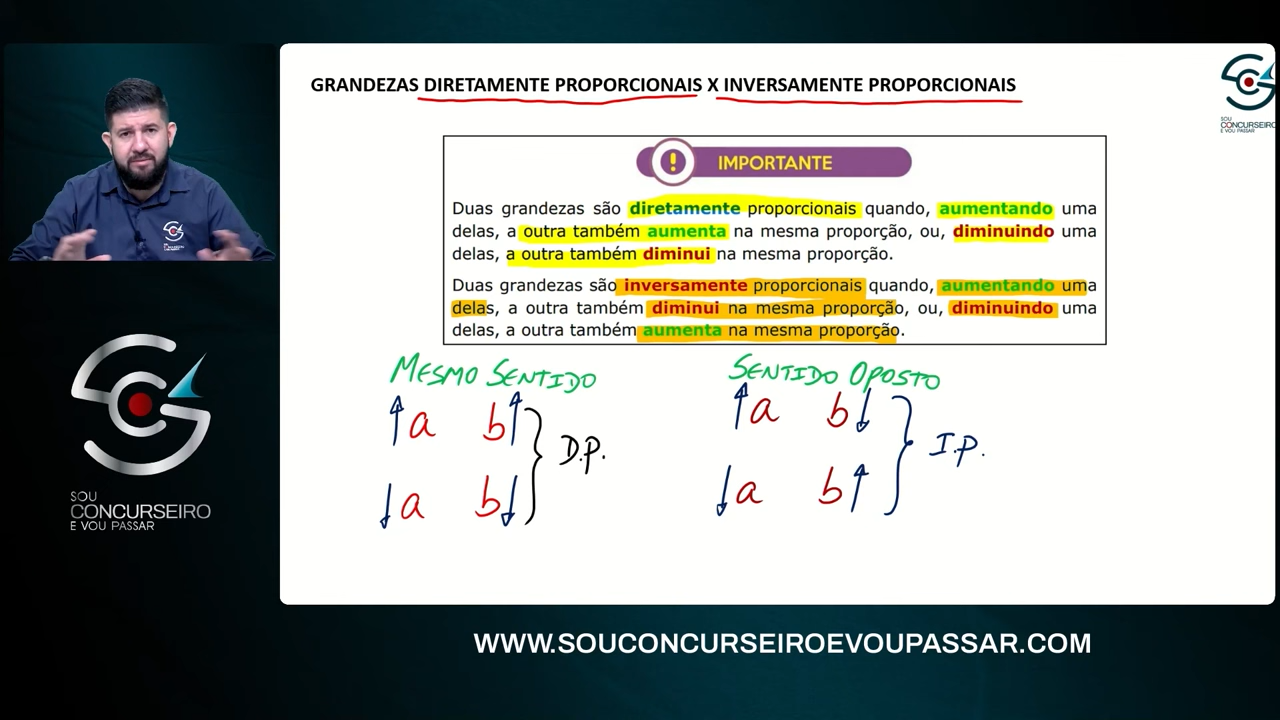 GRANDEZAS DIRETAMENTE PROPORCIONAIS X INVERSAMENTE PROPORCIONAIS
SOU
CONCURSEIRO
E VOU PASSAR
! IMPORTANTE
Duas grandezas são diretamente proporcionais quando, aumentando uma
delas, a outra também aumenta na mesma proporção, ou, diminuindo uma
delas, a outra também diminui na mesma proporção.
Duas grandezas são inversamente proporcionais quando, aumentando uma
delas, a outra também diminui na mesma proporção, ou, diminuindo uma
delas, a outra também aumenta na mesma proporção.
MESMO SENTIDO
↑a b↑
D.P.
↓a b↓
SENTIDO OPOSTO
↑a b↓
I.P.
↓a b↑
SOU
CONCURSEIRO
E VOU PASSAR
WWW.SOUCONCURSEIROEVOUPASSAR.COM